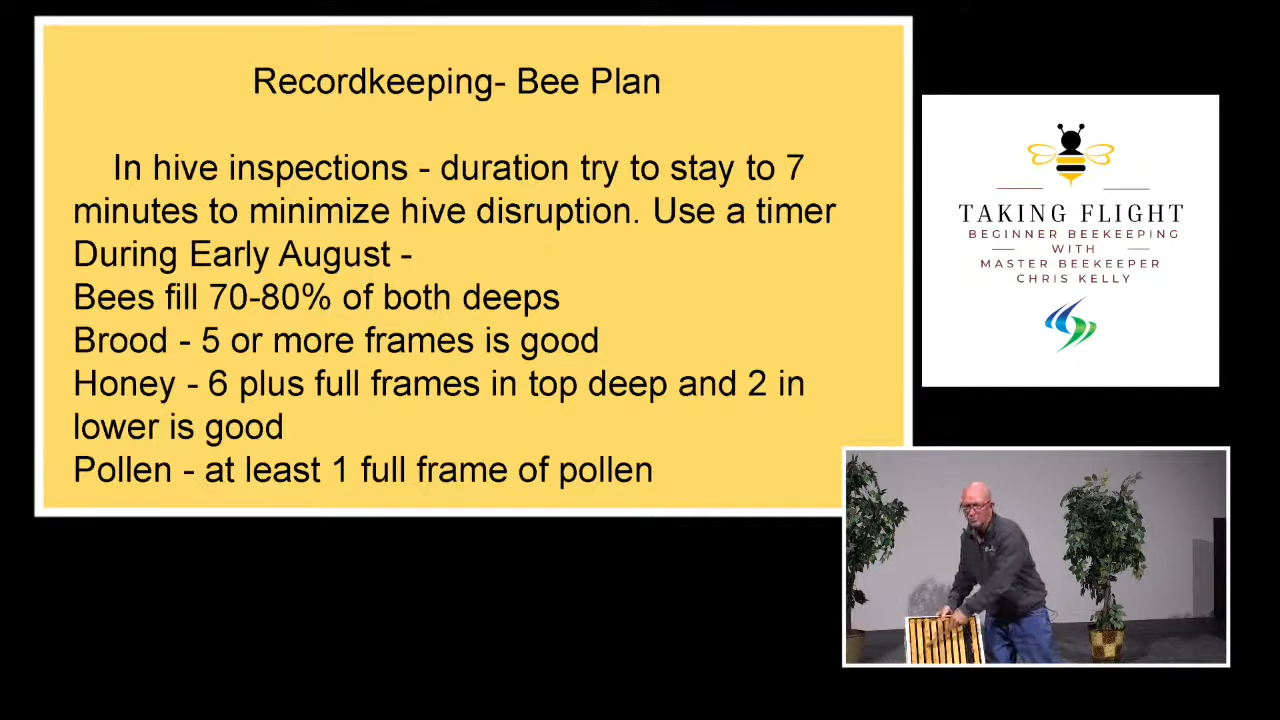 Recordkeeping- Bee Plan
In hive inspections - duration try to stay to 7
minutes to minimize hive disruption. Use a timer
During Early August -
Bees fill 70-80% of both deeps
Brood - 5 or more frames is good
Honey - 6 plus full frames in top deep and 2 in
lower is good
Pollen - at least 1 full frame of pollen
TAKING FLIGHT
BEGINNER BEEKEEPING
WITH
MASTER BEEKEEPER
CHRIS KELLY